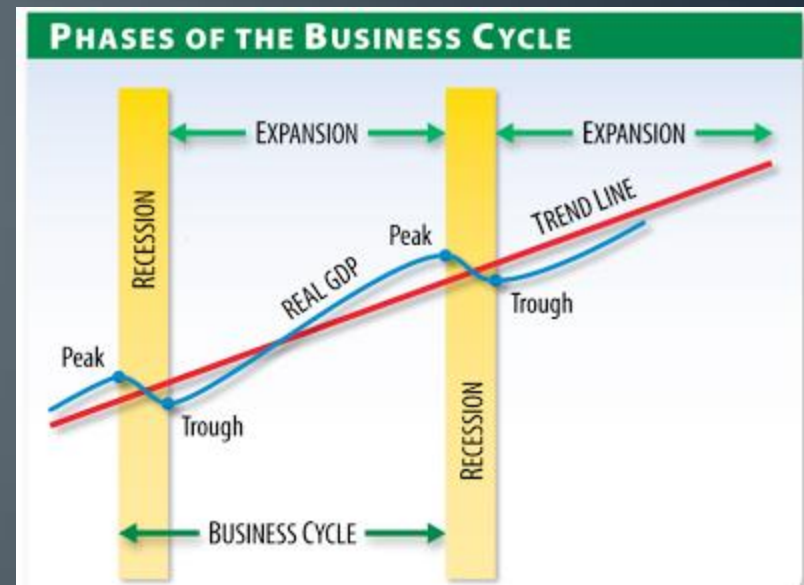 PHASES OF THE BUSINESS CYCLE
EXPANSION
EXPANSION
RECESSION
TREND LINE
Peak
REAL GDP
Trough
Peak
Trough
RECESSION
BUSINESS CYCLE